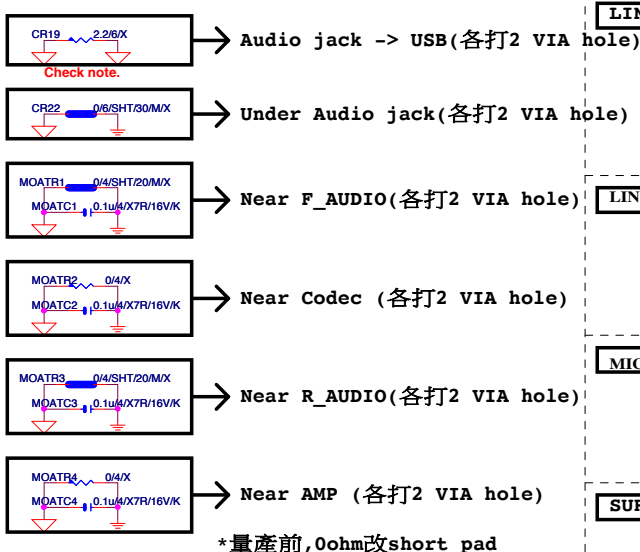 CR19 2.2/6/X
Check note.
Audio jack -> USB(各打2 VIA hole)
CR22 0/6/SHT/30/M/X
Under Audio jack(各打2 VIA hole)
MOATR1 0/4/SHT/20/M/X
MOATC1 0.1u/4/X7R/16V/K
Near F_AUDIO(各打2 VIA hole)
MOATR2 0/4/X
MOATC2 0.1u/4/X7R/16V/K
Near Codec (各打2 VIA hole)
MOATR3 0/4/SHT/20/M/X
MOATC3 0.1u/4/X7R/16V/K
Near R_AUDIO(各打2 VIA hole)
MOATR4 0/4/X
MOATC4 0.1u/4/X7R/16V/K
Near AMP (各打2 VIA hole)
*量產前,0ohm改short pad
LIN
LIN
MIC
SUR